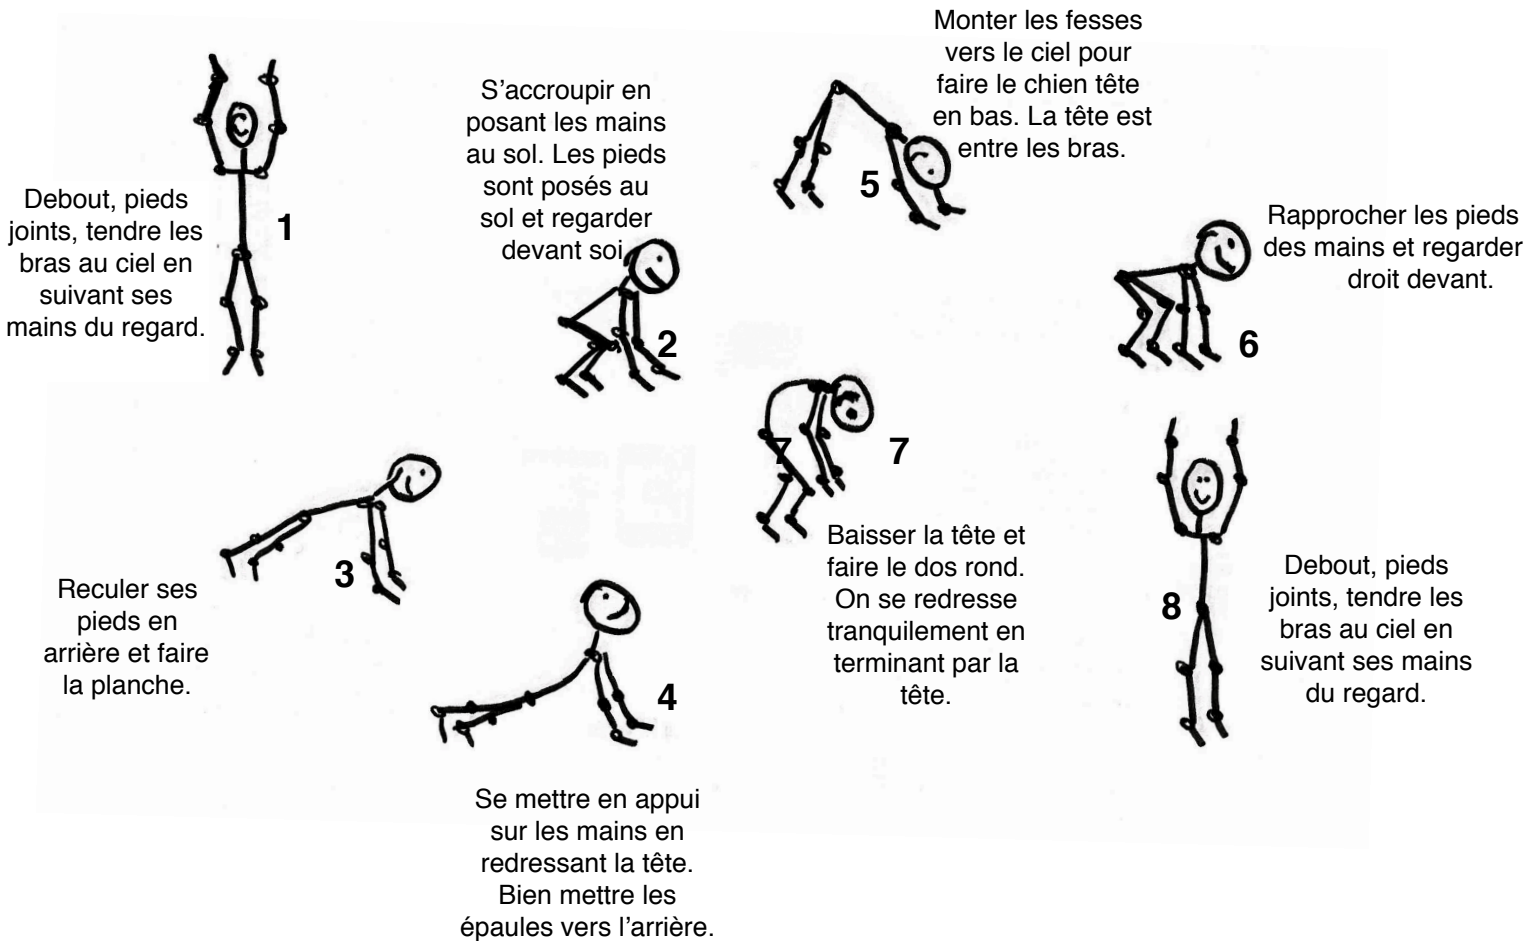 Debout, pieds
joints, tendre les
bras au ciel en
suivant ses
mains du regard.
1
S'accroupir en
posant les mains
au sol. Les pieds
sont posés au
sol et regarder
devant soi
2
Reculer ses
pieds en
arrière et faire
la planche.
3
Se mettre en appui
sur les mains en
redressant la tête.
Bien mettre les
épaules vers l'arrière.
4
Monter les fesses
vers le ciel pour
faire le chien tête
en bas. La tête est
entre les bras.
5
Rapprocher les pieds
des mains et regarder
droit devant.
6
7
7
Baisser la tête et
faire le dos rond.
On se redresse
tranquilement en
terminant par la
tête.
8
Debout, pieds
joints, tendre les
bras au ciel en
suivant ses mains
du regard.